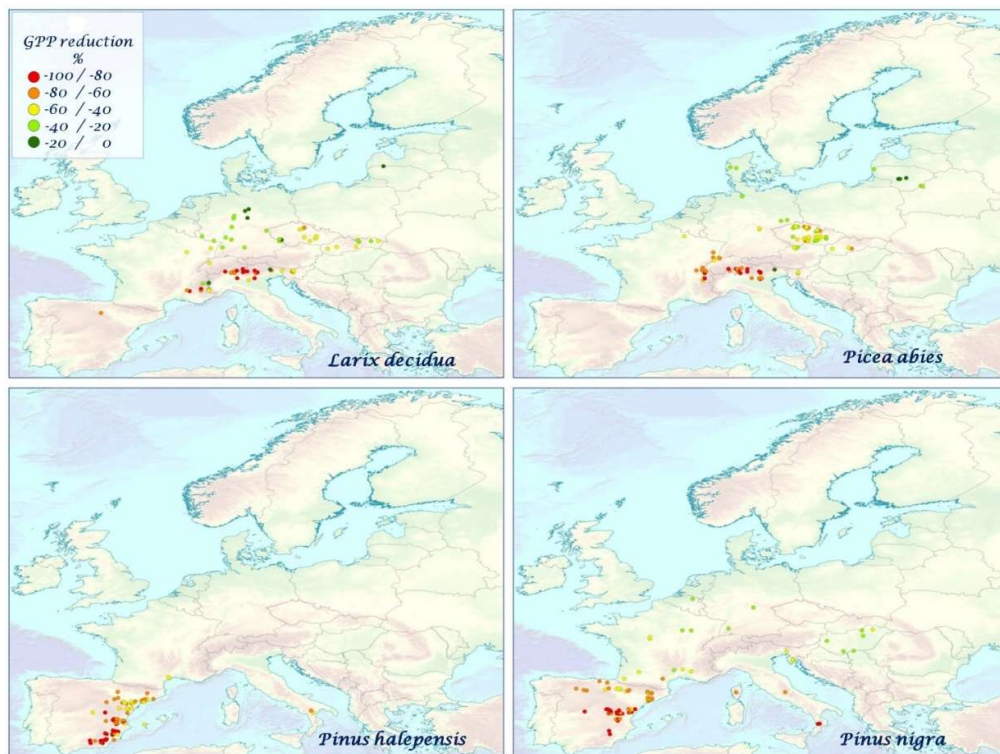 GPP reduction
%
-100 / -80
-80 / -60
-60 / -40
-40 / -20
-20 / 0
Larix decidua
Picea abies
Pinus halepensis
Pinus nigra